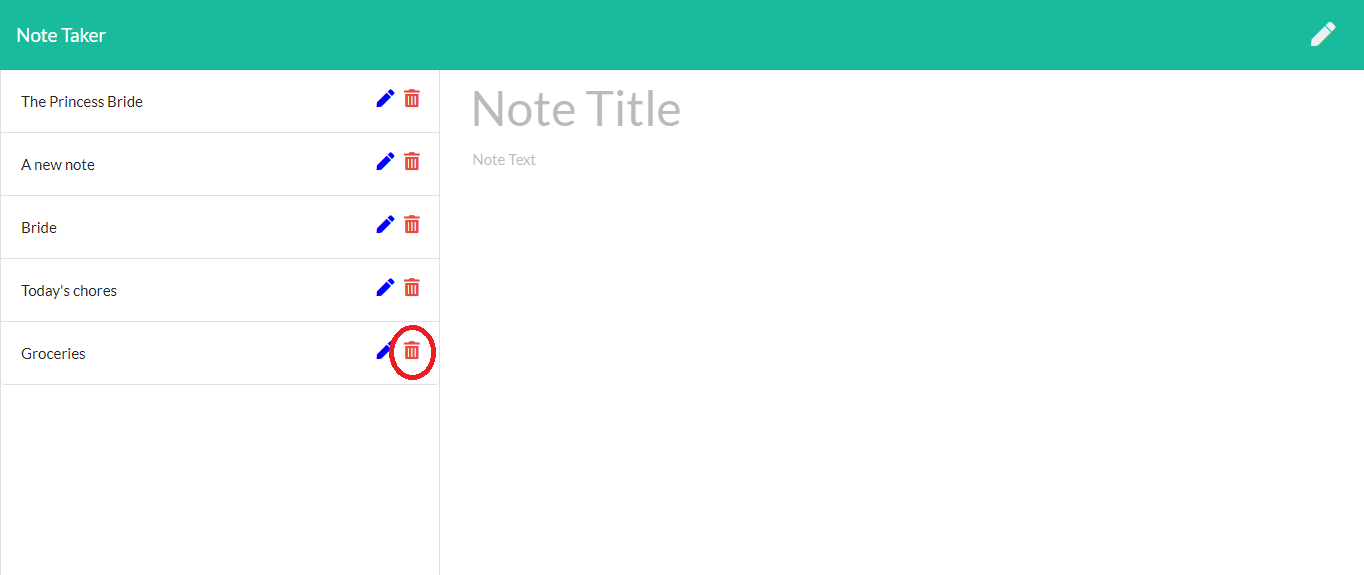 Note Taker
The Princess Bride
A new note
Bride
Today's chores
Groceries
Note Title
Note Text